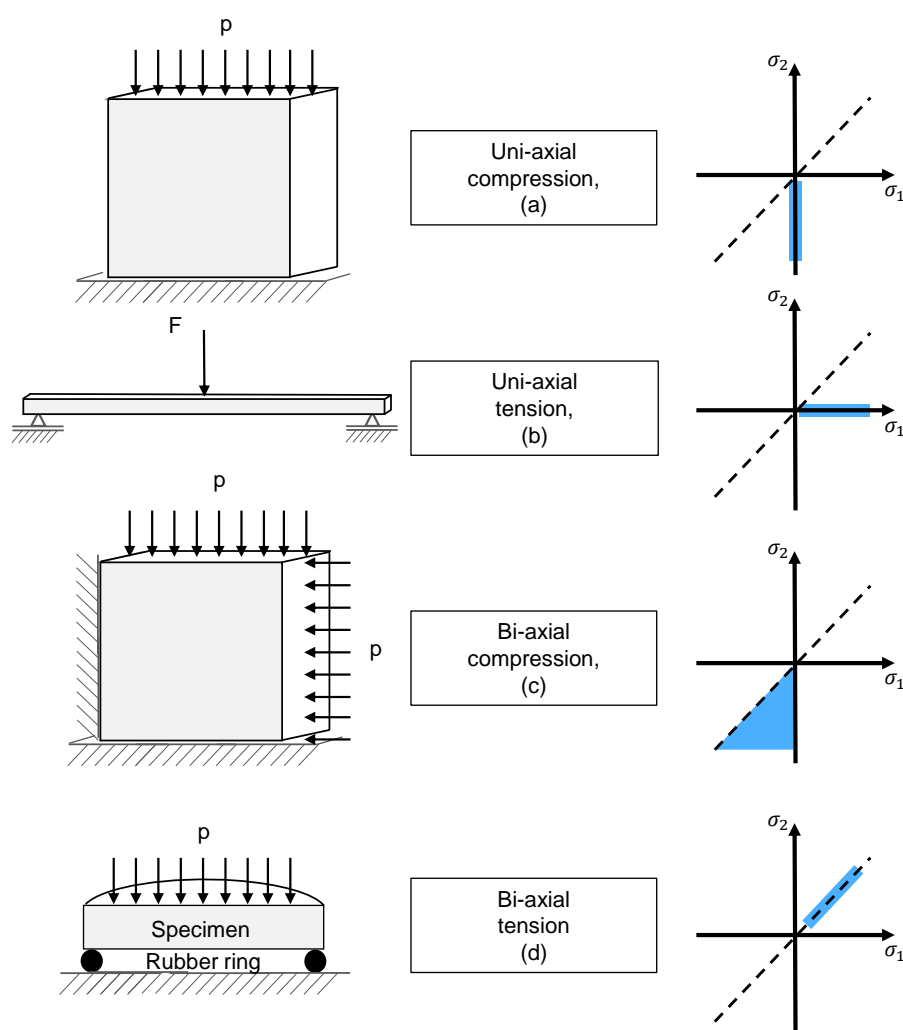 p
σ₂
Uni-axial
compression,
(a)
σ₁
F
σ₂
Uni-axial
tension,
(b)
σ₁
p
σ₂
Bi-axial
compression,
(c)
p
σ₁
p
σ₂
Specimen
Rubber ring
Bi-axial
tension
(d)
σ₁